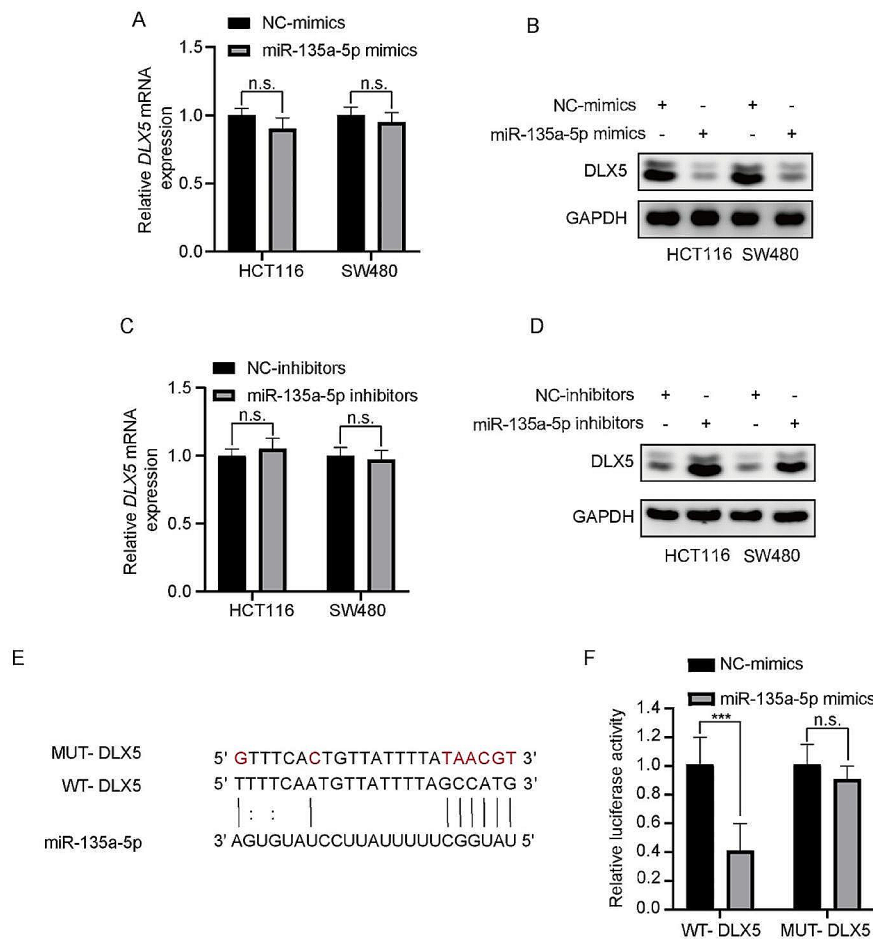 A
NC-mimics
miR-135a-5p mimics
Relative DLX5 mRNA
expression
1.5
1.0
0.5
0.0
n.s.
n.s.
HCT116
SW480
B
NC-mimics + - + -
miR-135a-5p mimics - + - +
DLX5
GAPDH
HCT116 SW480
C
NC-inhibitors
miR-135a-5p inhibitors
Relative DLX5 mRNA
expression
1.5
1.0
0.5
0.0
n.s.
n.s.
HCT116
SW480
D
NC-inhibitors + - + -
miR-135a-5p inhibitors - + - +
DLX5
GAPDH
HCT116 SW480
E
MUT- DLX5 5' GTTTCACTGTTATTTTATAACGT 3'
WT- DLX5 5' TTTTCAATGTTATTTTAGCCATG 3'
miR-135a-5p 3' AGUGUAUCCUUAUUUUUCGGUAU 5'
F
NC-mimics
miR-135a-5p mimics
Relative luciferase activity
1.4
1.2
1.0
0.8
0.6
0.4
0.2
0.0
***
n.s.
WT- DLX5
MUT- DLX5